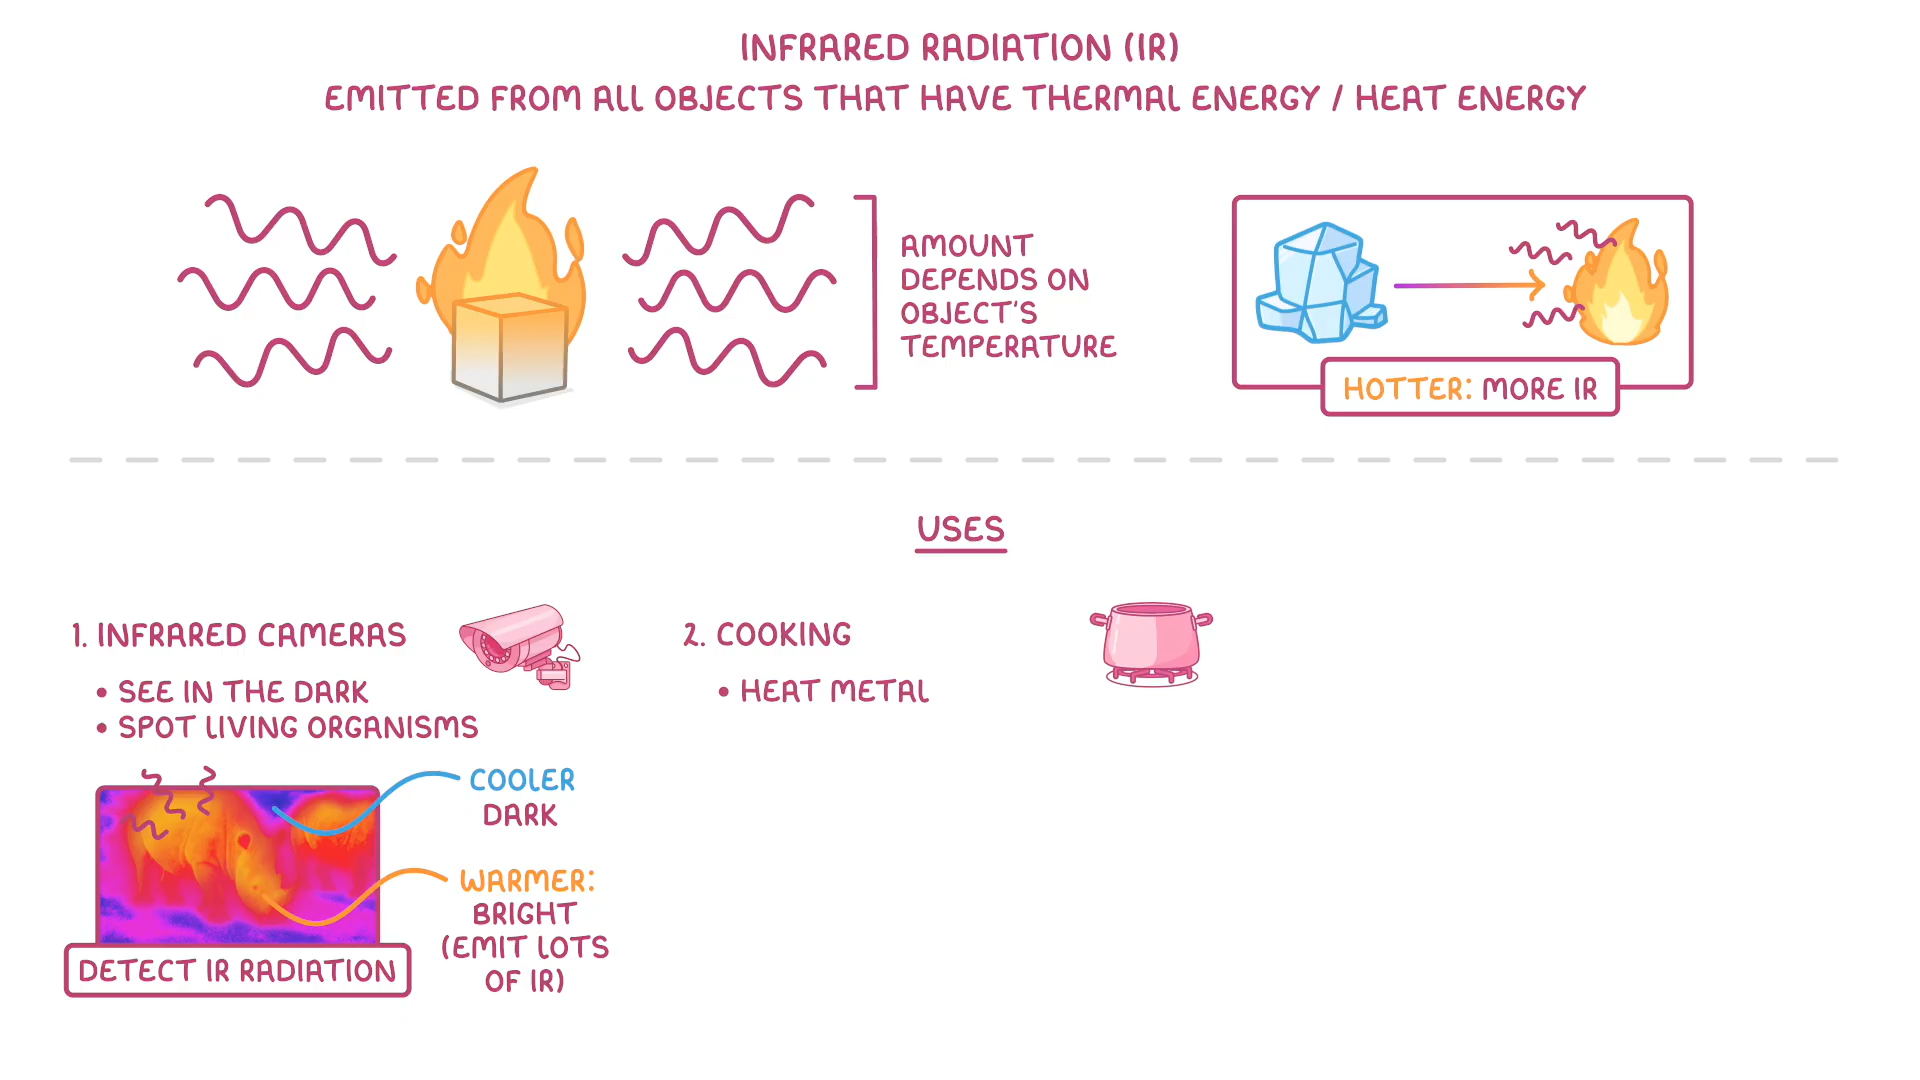 INFRARED RADIATION (IR)
EMITTED FROM ALL OBJECTS THAT HAVE THERMAL ENERGY / HEAT ENERGY
AMOUNT
DEPENDS ON
OBJECT'S
TEMPERATURE
HOTTER: MORE IR
USES
1. INFRARED CAMERAS
• SEE IN THE DARK
• SPOT LIVING ORGANISMS
COOLER
DARK
WARMER:
BRIGHT
(EMIT LOTS
OF IR)
DETECT IR RADIATION
2. COOKING
• HEAT METAL